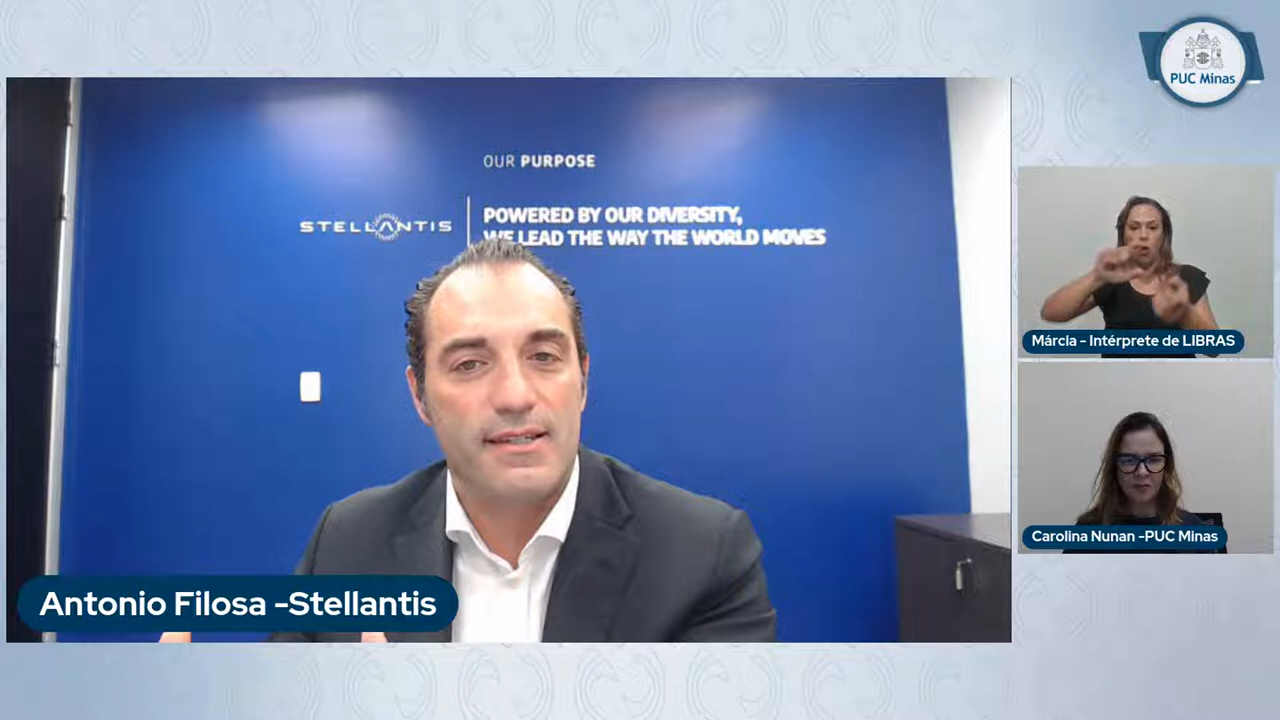 PUC Minas
OUR PURPOSE
STELLANTIS
POWERED BY OUR DIVERSITY,
WE LEAD THE WAY THE WORLD MOVES
Antonio Filosa -Stellantis
Márcia - Intérprete de LIBRAS
Carolina Nunan -PUC Minas